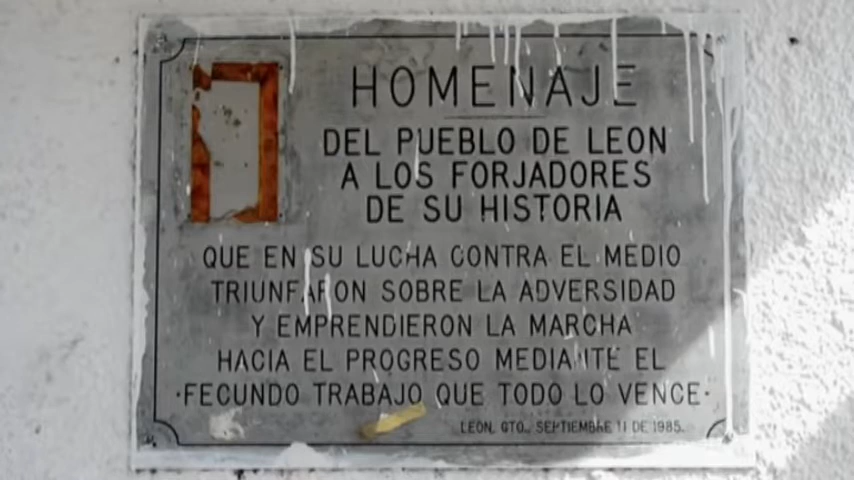 HOMENAJE
DEL PUEBLO DE LEON
A LOS FORJADORES
DE SU HISTORIA
QUE EN SU LUCHA CONTRA EL MEDIO
TRIUNFARON SOBRE LA ADVERSIDAD
Y EMPRENDIERON LA MARCHA
HACIA EL PROGRESO MEDIANTE EL
·FECUNDO TRABAJO QUE TODO LO VENCE·
LEON, GTO., SEPTIEMBRE 11 DE 1985.